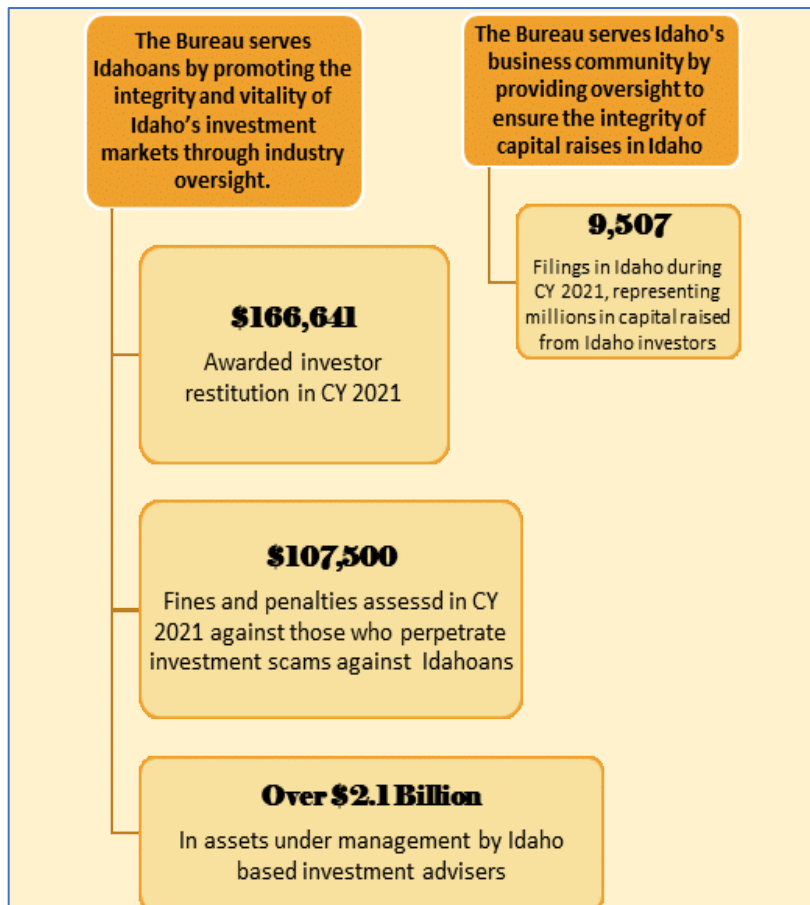 The Bureau serves
Idahoans by promoting the
integrity and vitality of
Idaho's investment
markets through industry
oversight.
$166,641
Awarded investor
restitution in CY 2021
$107,500
Fines and penalties assessd in CY
2021 against those who perpetrate
investment scams against Idahoans
Over $2.1 Billion
In assets under management by Idaho
based investment advisers
The Bureau serves Idaho's
business community by
providing oversight to
ensure the integrity of
capital raises in Idaho
9,507
Filings in Idaho during
CY 2021, representing
millions in capital raised
from Idaho investors